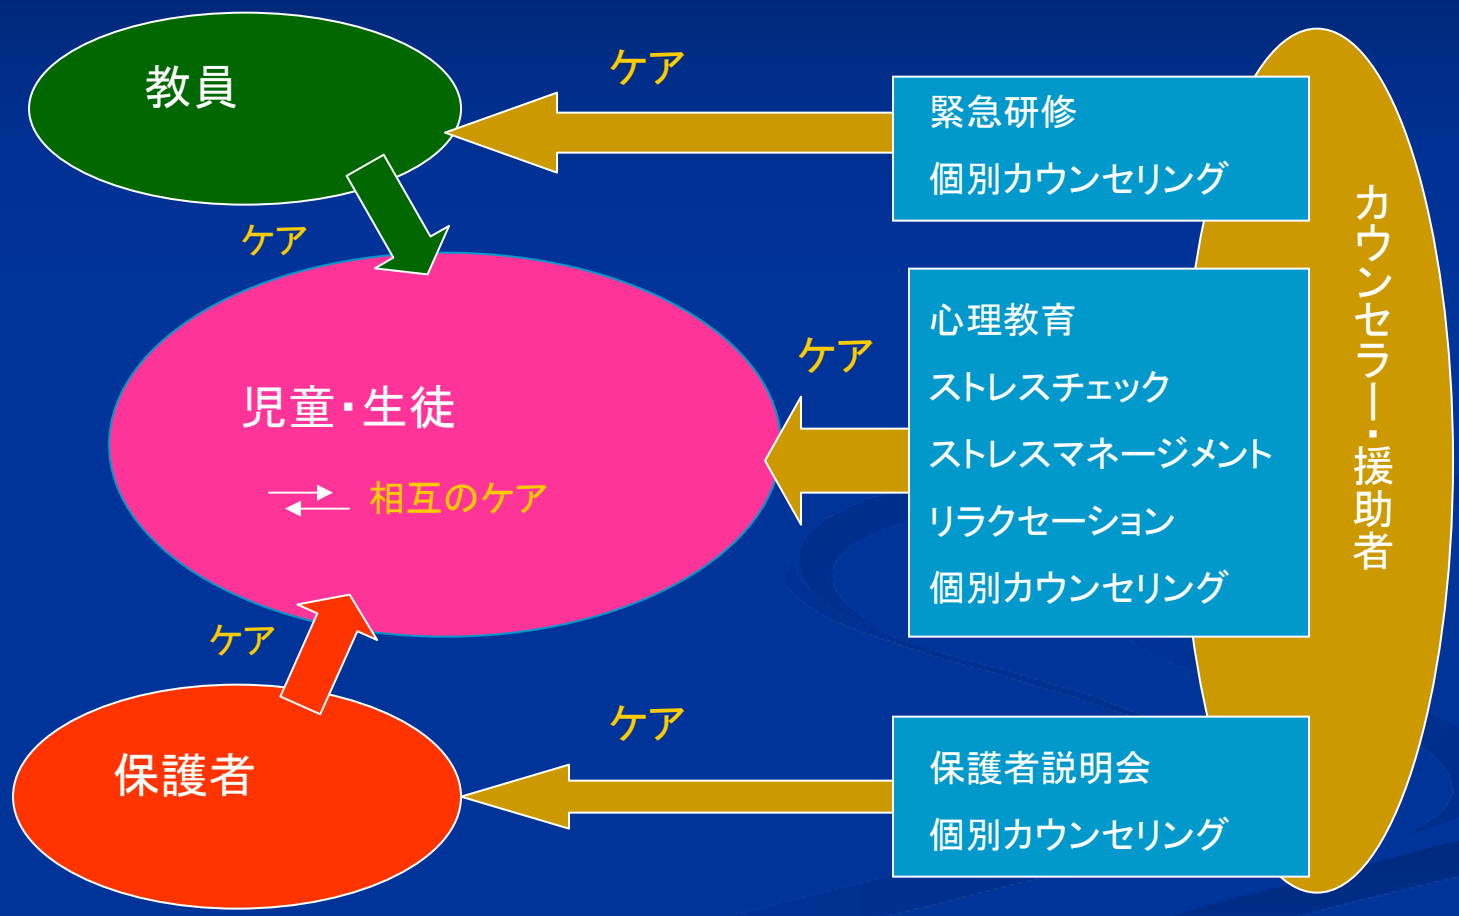 教員
ケア
緊急研修
個別カウンセリング
ケア
児童・生徒
相互のケア
ケア
心理教育
ストレスチェック
ストレスマネージメント
リラクセーション
個別カウンセリング
カウンセラー・援助者
ケア
保護者
ケア
保護者説明会
個別カウンセリング